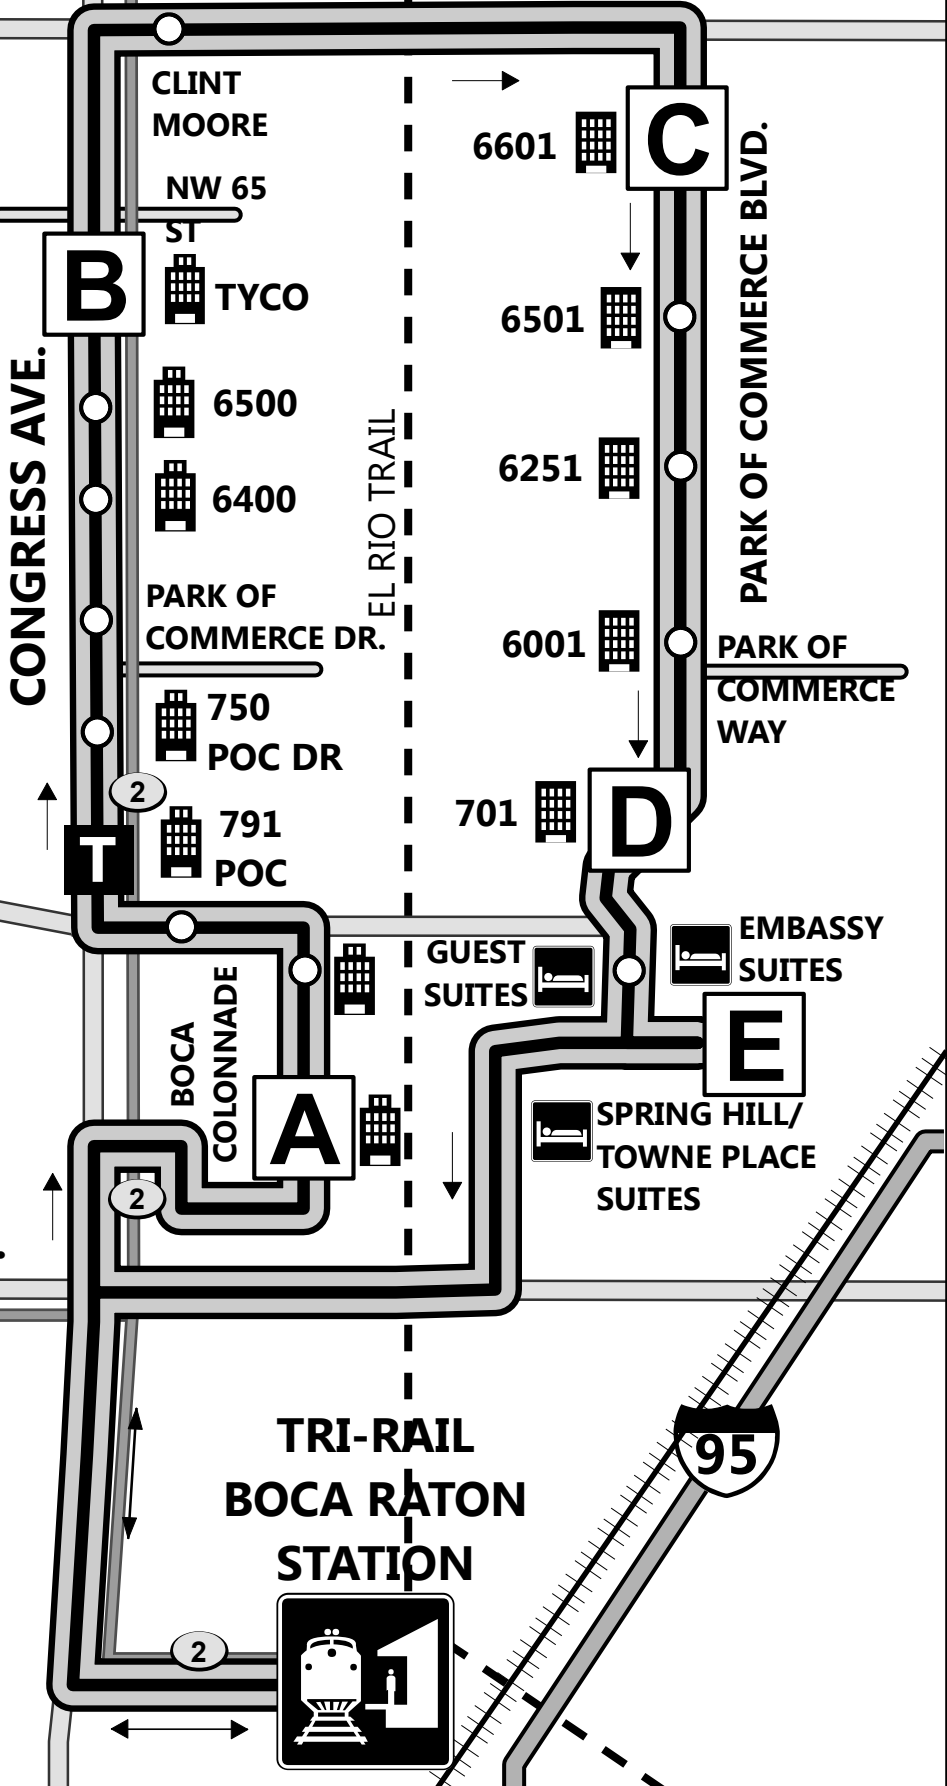 CLINT
MOORE
NW 65
ST
C
6601
B
TYCO
6501
PARK OF COMMERCE BLVD.
CONGRESS AVE.
6500
EL RIO TRAIL
6251
6400
PARK OF
COMMERCE DR.
6001
PARK OF
COMMERCE
WAY
750
POC DR
2
791
POC
T
701
D
GUEST
SUITES
EMBASSY
SUITES
BOCA
COLONNADE
E
A
SPRING HILL/
TOWNE PLACE
SUITES
2
TRI-RAIL
BOCA RATON
STATION
95
2